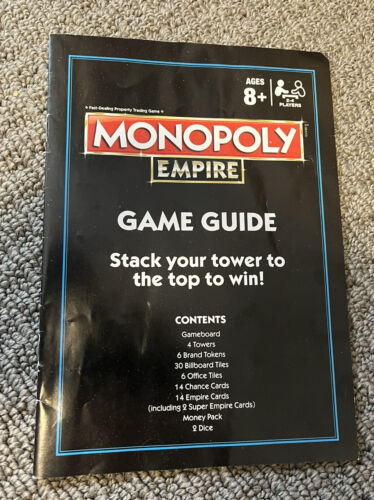 AGES
8+
2-4
PLAYERS
Fast-Dealing Property Trading Game
MONOPOLY
EMPIRE
GAME GUIDE
Stack your tower to
the top to win!
CONTENTS
Gameboard
4 Towers
6 Brand Tokens
30 Billboard Tiles
6 Office Tiles
14 Chance Cards
14 Empire Cards
(including 2 Super Empire Cards)
Money Pack
2 Dice